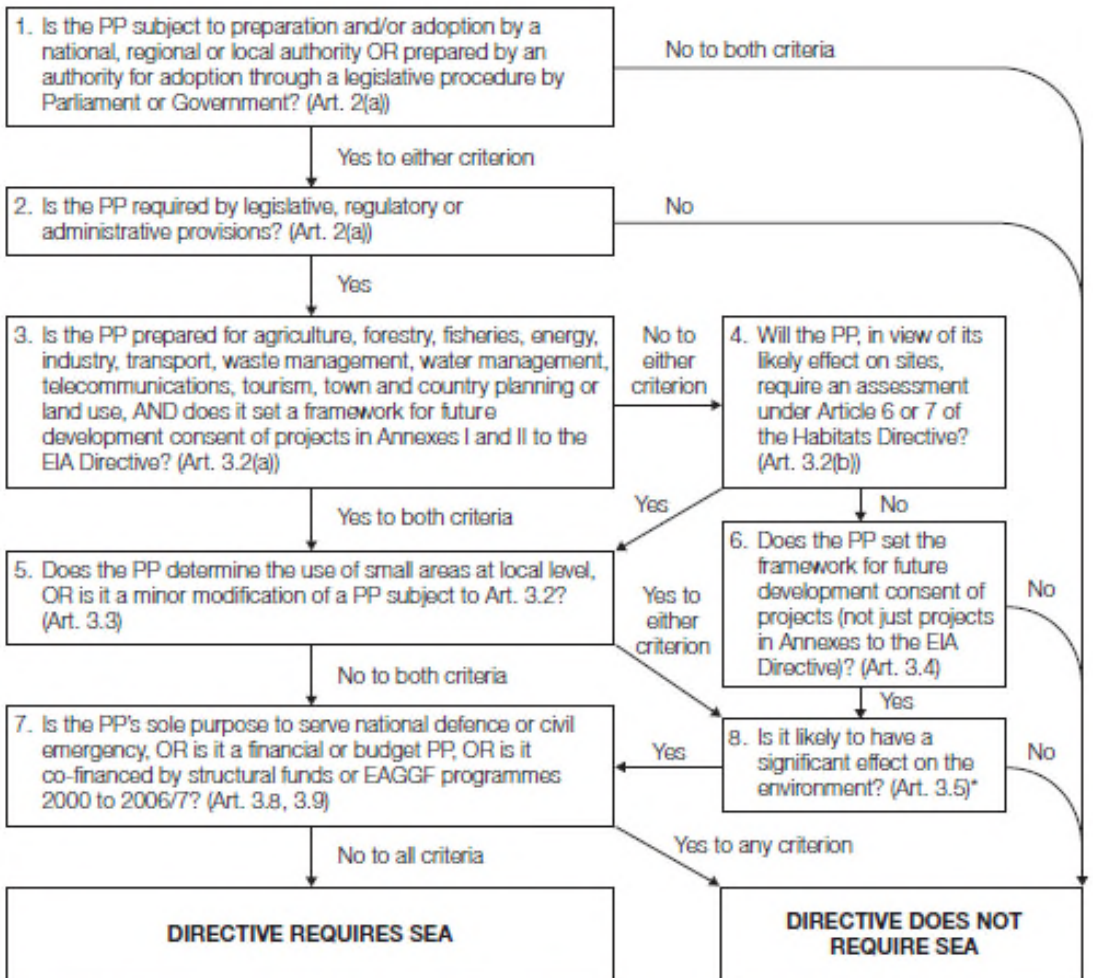 1. Is the PP subject to preparation and/or adoption by a
national, regional or local authority OR prepared by an
authority for adoption through a legislative procedure by
Parliament or Government? (Art. 2(a))
No to both criteria
Yes to either criterion
2. Is the PP required by legislative, regulatory or
administrative provisions? (Art. 2(a))
No
Yes
3. Is the PP prepared for agriculture, forestry, fisheries, energy,
industry, transport, waste management, water management,
telecommunications, tourism, town and country planning or
land use, AND does it set a framework for future
development consent of projects in Annexes I and II to the
EIA Directive? (Art. 3.2(a))
No to
either
criterion
4. Will the PP, in view of its
likely effect on sites,
require an assessment
under Article 6 or 7 of
the Habitats Directive?
(Art. 3.2(b))
Yes to both criteria
Yes
No
5. Does the PP determine the use of small areas at local level,
OR is it a minor modification of a PP subject to Art. 3.2?
(Art. 3.3)
Yes to
either
criterion
6. Does the PP set the
framework for future
development consent of
projects (not just projects
in Annexes to the EIA
Directive)? (Art. 3.4)
No
No to both criteria
Yes
7. Is the PP's sole purpose to serve national defence or civil
emergency, OR is it a financial or budget PP, OR is it
co-financed by structural funds or EAGGF programmes
2000 to 2006/7? (Art. 3.8, 3.9)
Yes
8. Is it likely to have a
significant effect on the
environment? (Art. 3.5)*
No
No to all criteria
Yes to any criterion
DIRECTIVE REQUIRES SEA
DIRECTIVE DOES NOT
REQUIRE SEA